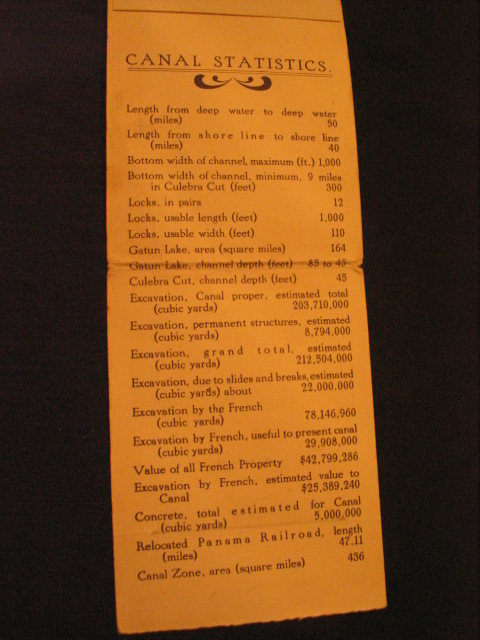 CANAL STATISTICS.
Length from deep water to deep water
(miles) 50
Length from shore line to shore line
(miles) 40
Bottom width of channel, maximum (ft.) 1,000
Bottom width of channel, minimum, 9 miles
in Culebra Cut (feet) 300
Locks, in pairs 12
Locks, usable length (feet) 1,000
Locks, usable width (feet) 110
Gatun Lake, area (square miles) 164
Gatun Lake, channel depth (feet) 85 to 45
Culebra Cut, channel depth (feet) 45
Excavation, Canal proper, estimated total
(cubic yards) 203,710,000
Excavation, permanent structures, estimated
(cubic yards) 8,794,000
Excavation, grand total, estimated
(cubic yards) 212,504,000
Excavation, due to slides and breaks, estimated
(cubic yards) about 22,000,000
Excavation by the French
(cubic yards) 78,146,960
Excavation by French, useful to present canal
(cubic yards) 29,908,000
Value of all French Property $42,799,286
Excavation by French, estimated value to
Canal $25,389,240
Concrete, total estimated for Canal
(cubic yards) 5,000,000
Relocated Panama Railroad, length
(miles) 47.11
Canal Zone, area (square miles) 436